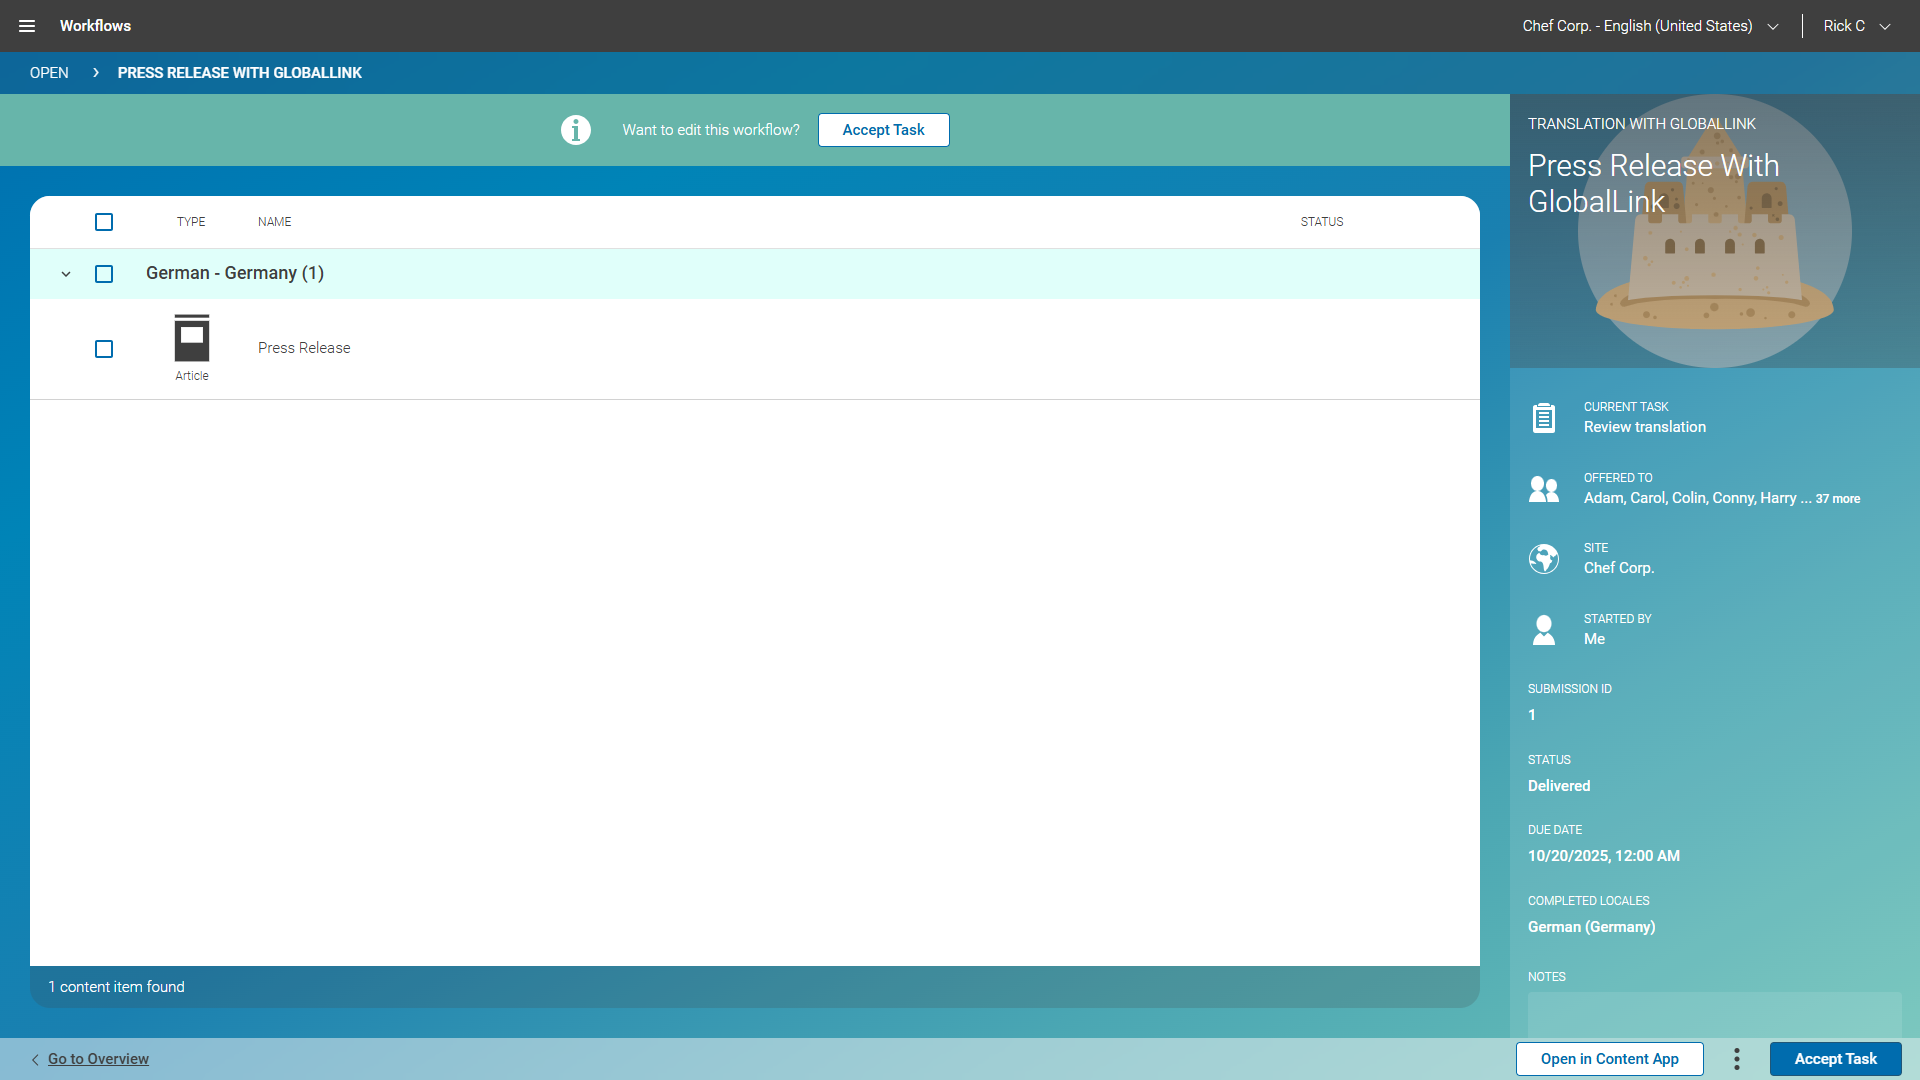 Workflows
Chef Corp. - English (United States)
Rick C
OPEN
PRESS RELEASE WITH GLOBALLINK
Want to edit this workflow?
Accept Task
TYPE
NAME
STATUS
German - Germany (1)
Article
Press Release
1 content item found
TRANSLATION WITH GLOBALLINK
Press Release With
GlobalLink
CURRENT TASK
Review translation
OFFERED TO
Adam, Carol, Colin, Conny, Harry ... 37 more
SITE
Chef Corp.
STARTED BY
Me
SUBMISSION ID
1
STATUS
Delivered
DUE DATE
10/20/2025, 12:00 AM
COMPLETED LOCALES
German (Germany)
NOTES
Go to Overview
Open in Content App
Accept Task